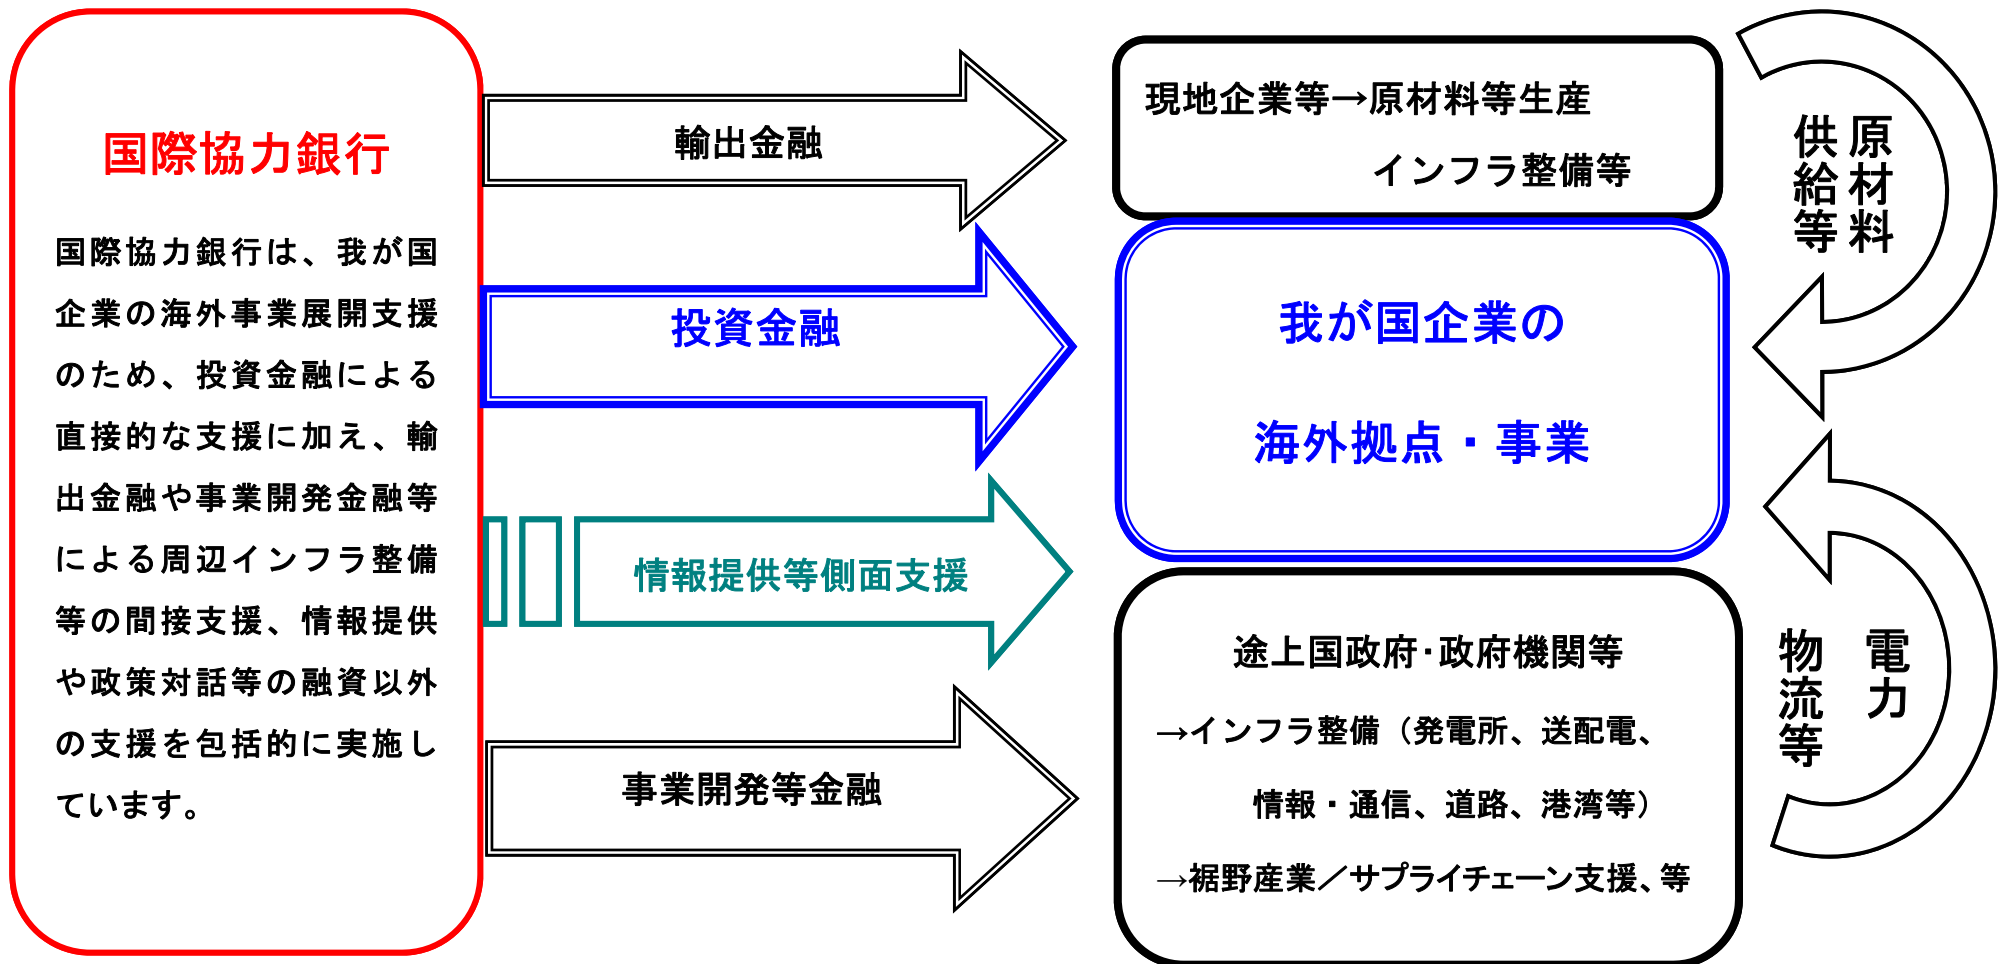 国際協力銀行
国際協力銀行は、我が国
企業の海外事業展開支援
のため、投資金融による
直接的な支援に加え、輸
出金融や事業開発金融等
による周辺インフラ整備
等の間接支援、情報提供
や政策対話等の融資以外
の支援を包括的に実施し
ています。
輸出金融
投資金融
情報提供等側面支援
事業開発等金融
現地企業等→原材料等生産
インフラ整備等
我が国企業の
海外拠点・事業
途上国政府・政府機関等
→インフラ整備（発電所、送配電、
情報・通信、道路、港湾等）
→裾野産業／サプライチェーン支援、等
原材料
供給等
電力
物流等